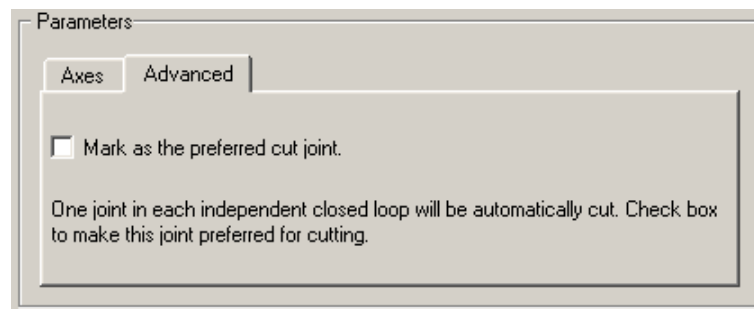 Parameters
Axes
Advanced
Mark as the preferred cut joint.
One joint in each independent closed loop will be automatically cut. Check box
to make this joint preferred for cutting.